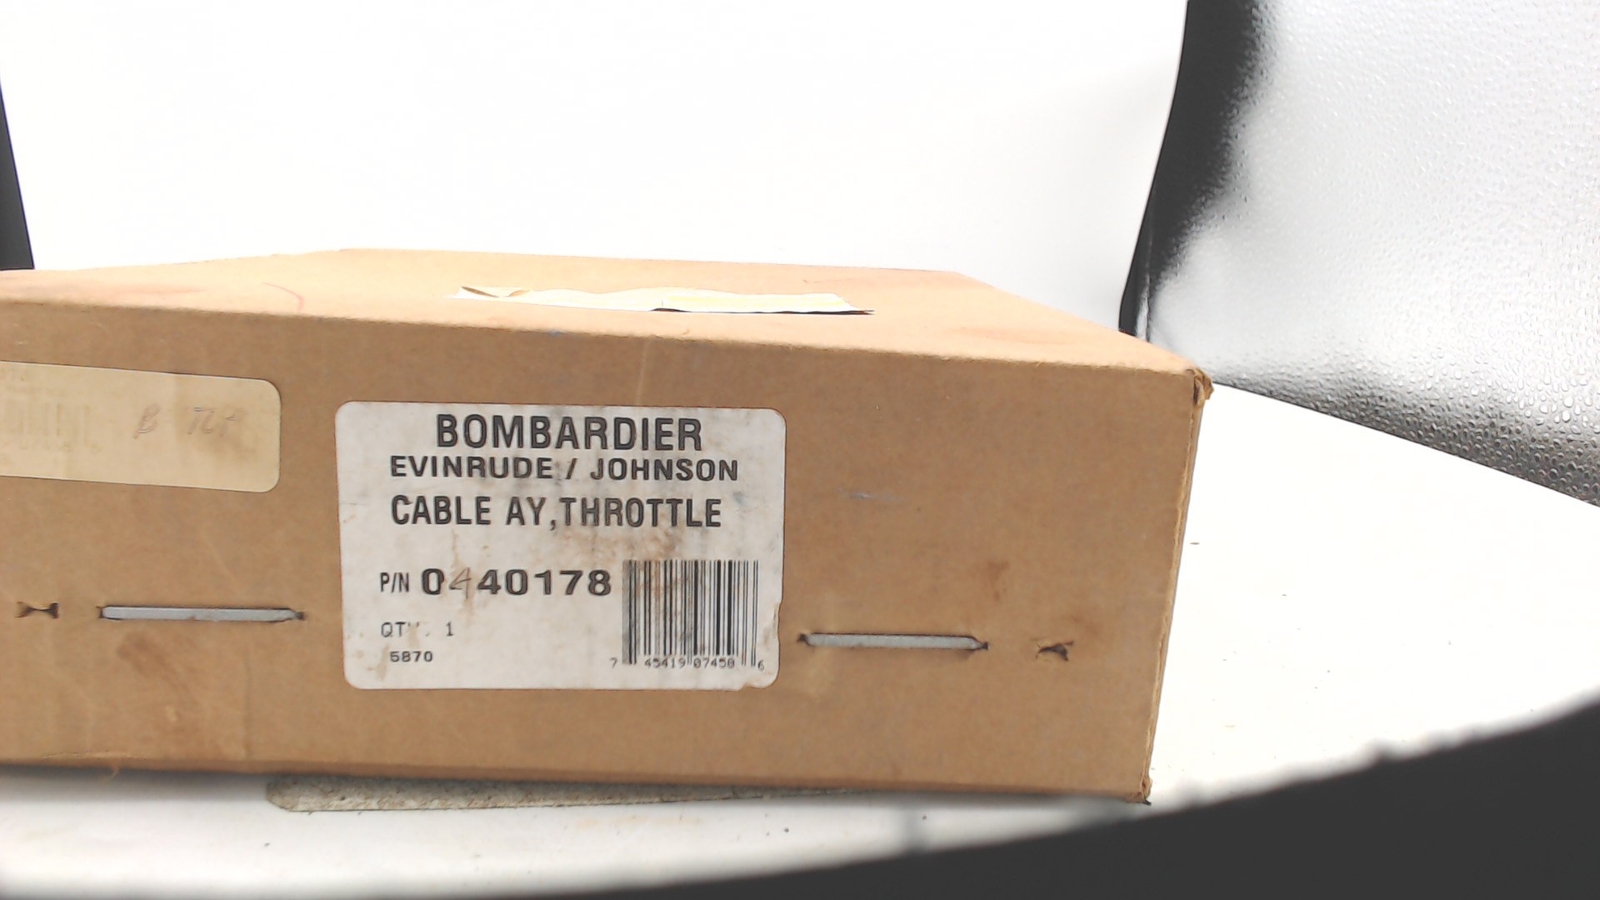 BOMBARDIER
EVINRUDE / JOHNSON
CABLE AY,THROTTLE
P/N 0440178
QTY. 1
5870
7 45419 07458 6